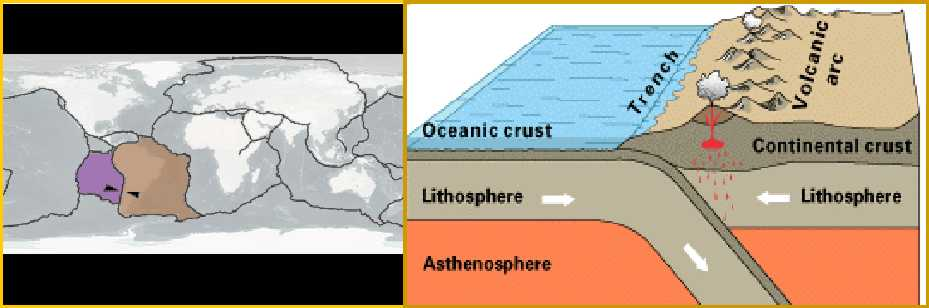 Trench
Volcanic
arc
Oceanic crust
Continental crust
Lithosphere
Lithosphere
Asthenosphere